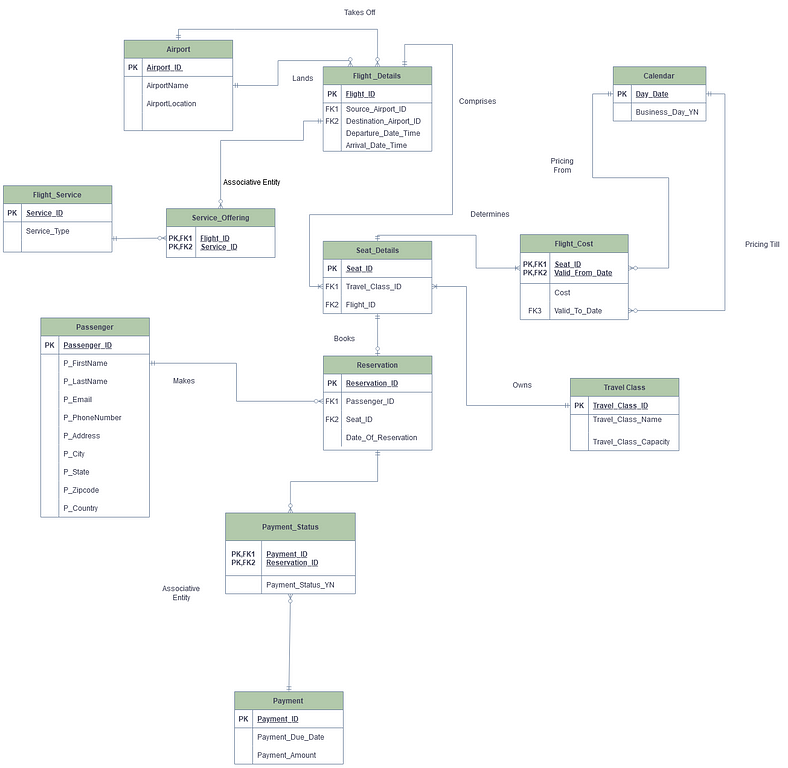 Takes Off
Airport
PK Airport_ID
AirportName
AirportLocation
Lands
Flight _Details
PK Flight_ID
FK1 Source_Airport_ID
FK2 Destination_Airport_ID
Departure_Date_Time
Arrival_Date_Time
Comprises
Calendar
PK Day_Date
Business_Day_YN
Pricing
From
Pricing Till
Associative Entity
Flight_Service
PK Service_ID
Service_Type
Service_Offering
PK,FK1 Flight_ID
PK,FK2 Service_ID
Determines
Seat_Details
PK Seat_ID
FK1 Travel_Class_ID
FK2 Flight_ID
Flight_Cost
PK,FK1 Seat_ID
PK,FK2 Valid_From_Date
Cost
FK3 Valid_To_Date
Passenger
PK Passenger_ID
P_FirstName
P_LastName
P_Email
P_PhoneNumber
P_Address
P_City
P_State
P_Zipcode
P_Country
Makes
Books
Reservation
PK Reservation_ID
FK1 Passenger_ID
FK2 Seat_ID
Date_Of_Reservation
Owns
Travel Class
PK Travel_Class_ID
Travel_Class_Name
Travel_Class_Capacity
Payment_Status
PK,FK1 Payment_ID
PK,FK2 Reservation_ID
Payment_Status_YN
Associative
Entity
Payment
PK Payment_ID
Payment_Due_Date
Payment_Amount